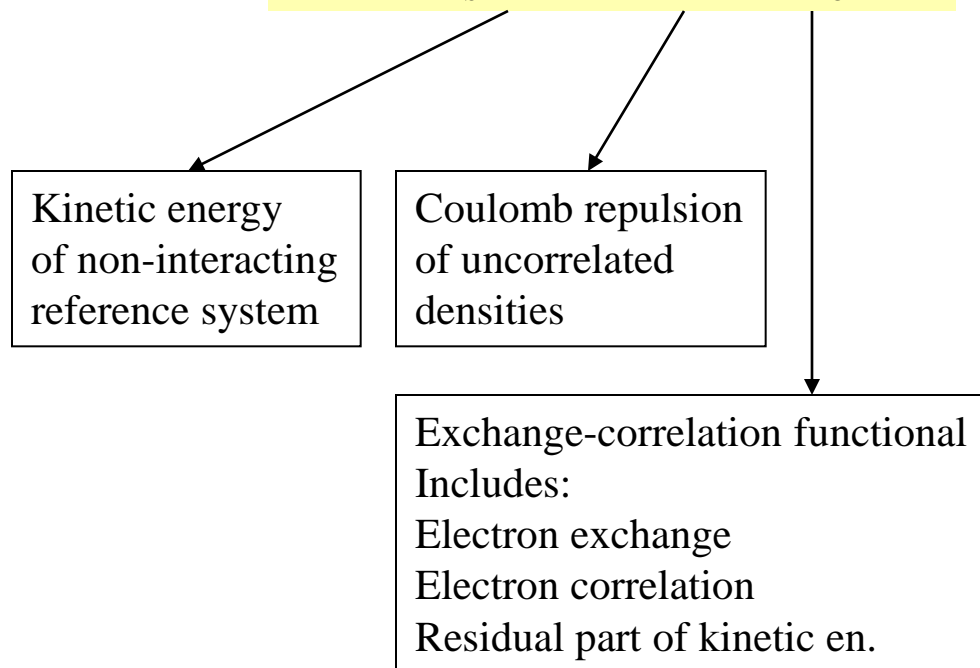 Kinetic energy
of non-interacting
reference system
Coulomb repulsion
of uncorrelated
densities
Exchange-correlation functional
Includes:
Electron exchange
Electron correlation
Residual part of kinetic en.